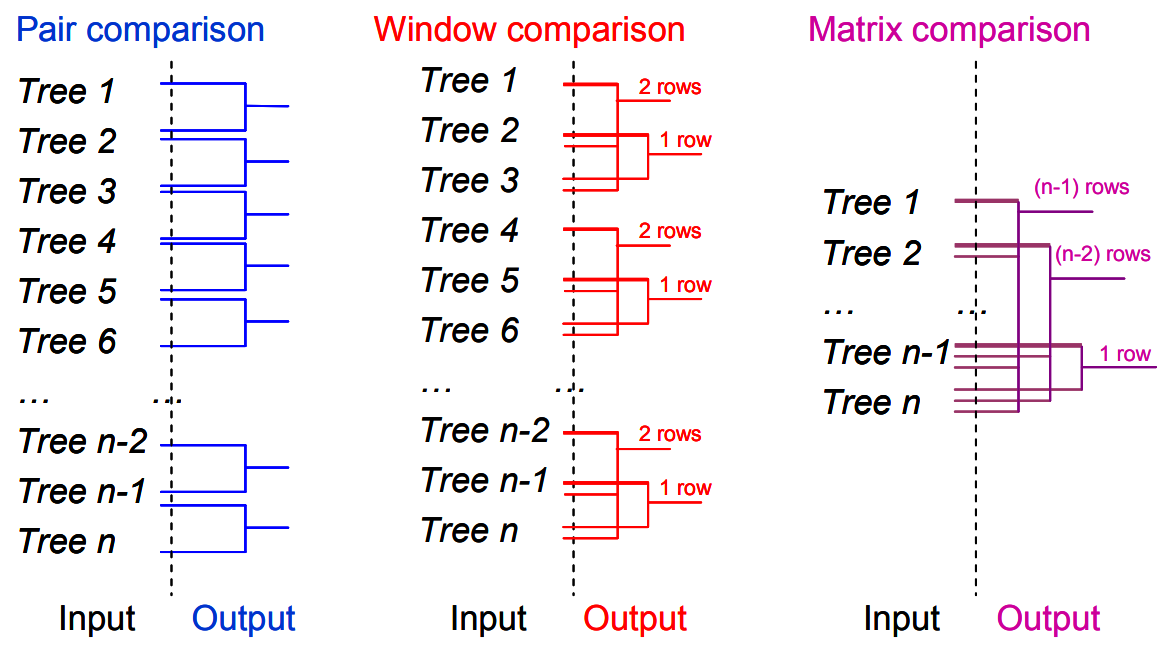 Pair comparison
Tree 1
Tree 2
Tree 3
Tree 4
Tree 5
Tree 6
... ...
Tree n-2
Tree n-1
Tree n
Input Output
Window comparison
Tree 1
2 rows
Tree 2
1 row
Tree 3
Tree 4
2 rows
Tree 5
1 row
Tree 6
... ...
Tree n-2
2 rows
Tree n-1
1 row
Tree n
Input Output
Matrix comparison
Tree 1
(n-1) rows
Tree 2
(n-2) rows
... ...
Tree n-1
1 row
Tree n
Input Output